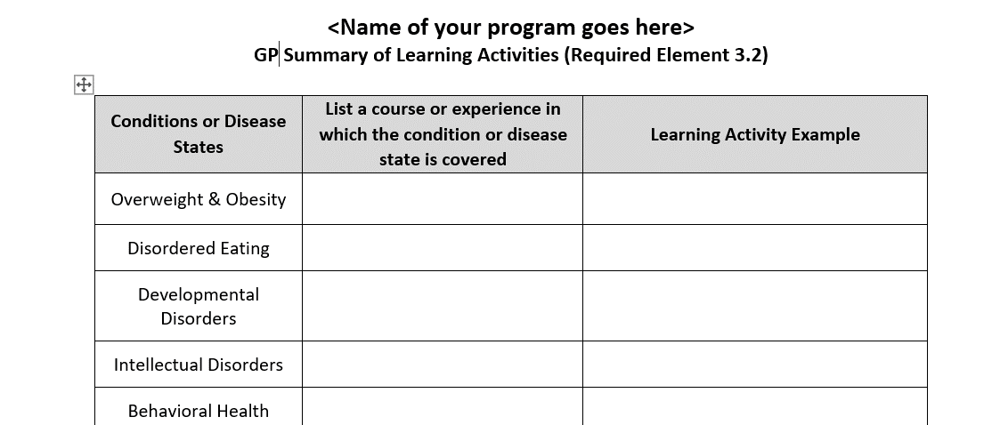 <Name of your program goes here>
GP Summary of Learning Activities (Required Element 3.2)
Conditions or Disease
States
List a course or experience in
which the condition or disease
state is covered
Learning Activity Example
Overweight & Obesity
Disordered Eating
Developmental
Disorders
Intellectual Disorders
Behavioral Health